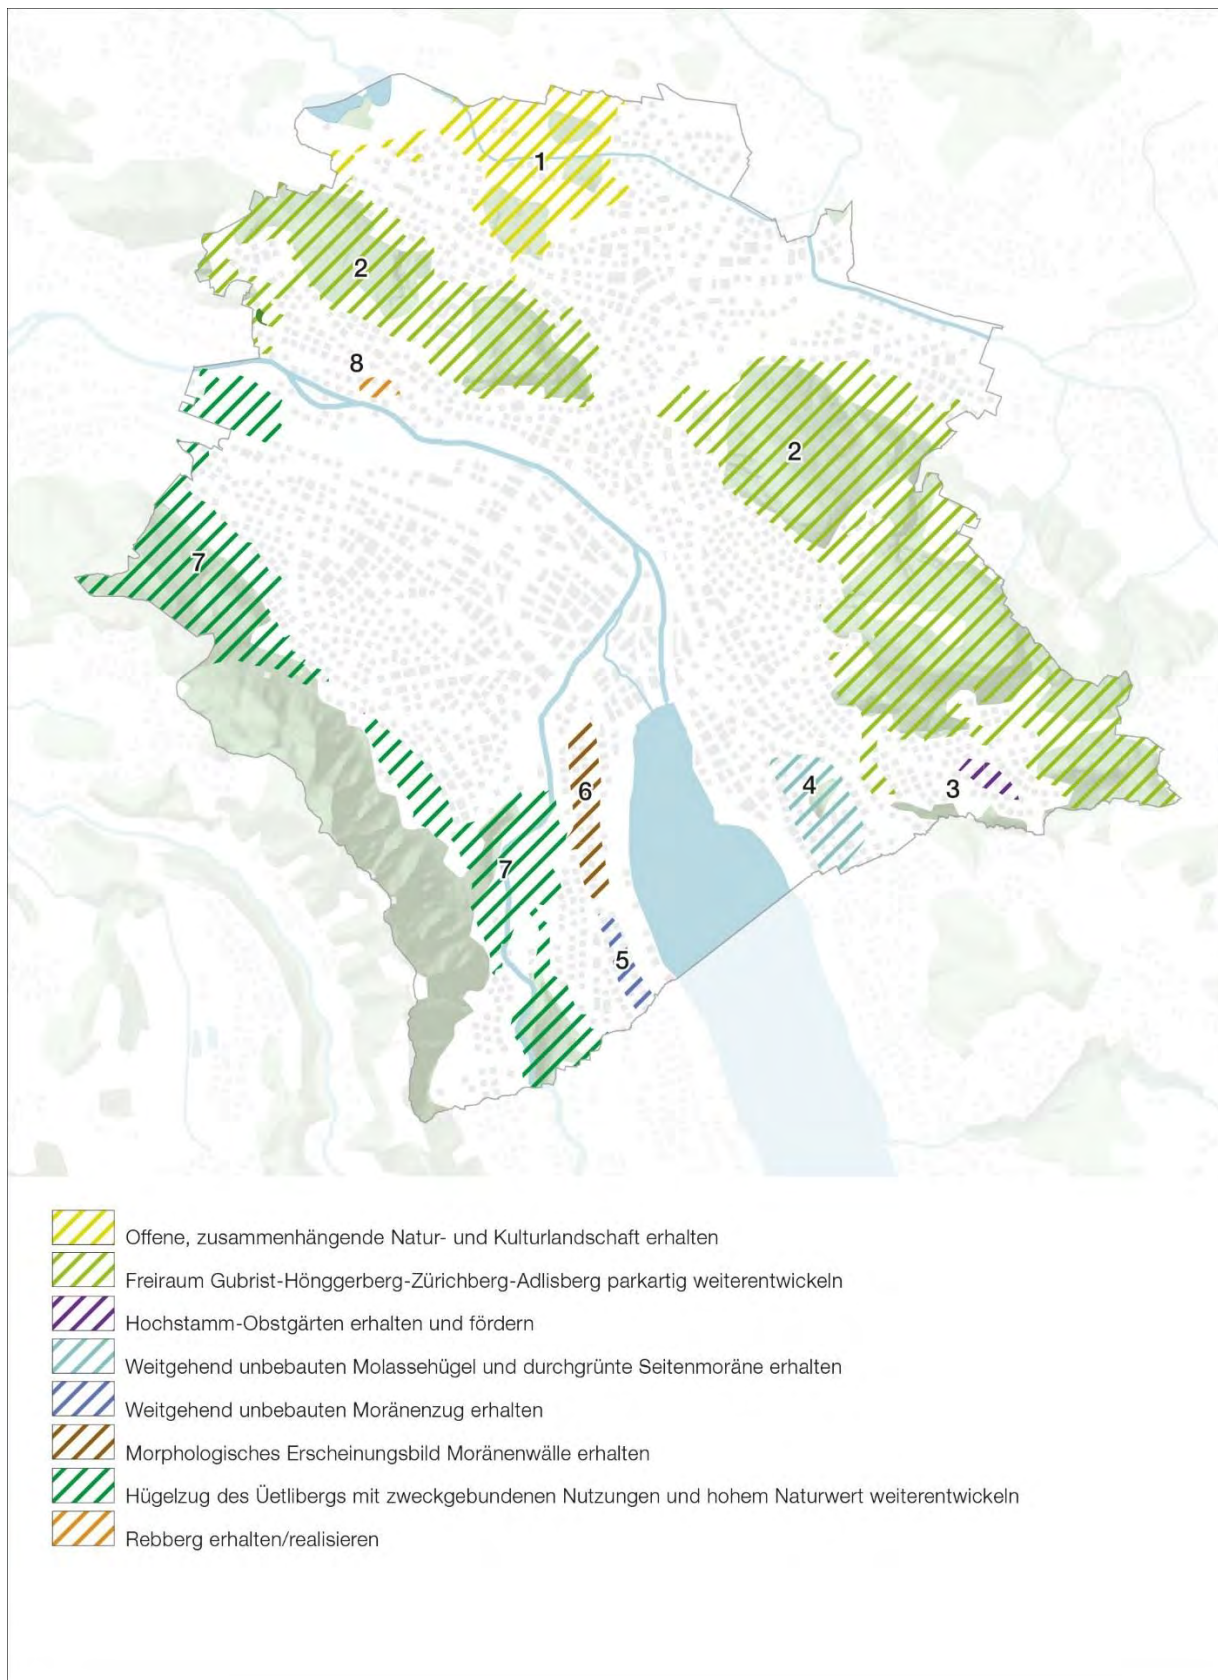 1
2
8
2
7
4
3
6
7
5
Offene, zusammenhängende Natur- und Kulturlandschaft erhalten
Freiraum Gubrist-Hönggerberg-Zürichberg-Adlisberg parkartig weiterentwickeln
Hochstamm-Obstgärten erhalten und fördern
Weitgehend unbebauten Molassehügel und durchgrünte Seitenmoräne erhalten
Weitgehend unbebauten Moränenzug erhalten
Morphologisches Erscheinungsbild Moränenwälle erhalten
Hügelzug des Üetlibergs mit zweckgebundenen Nutzungen und hohem Naturwert weiterentwickeln
Rebberg erhalten/realisieren